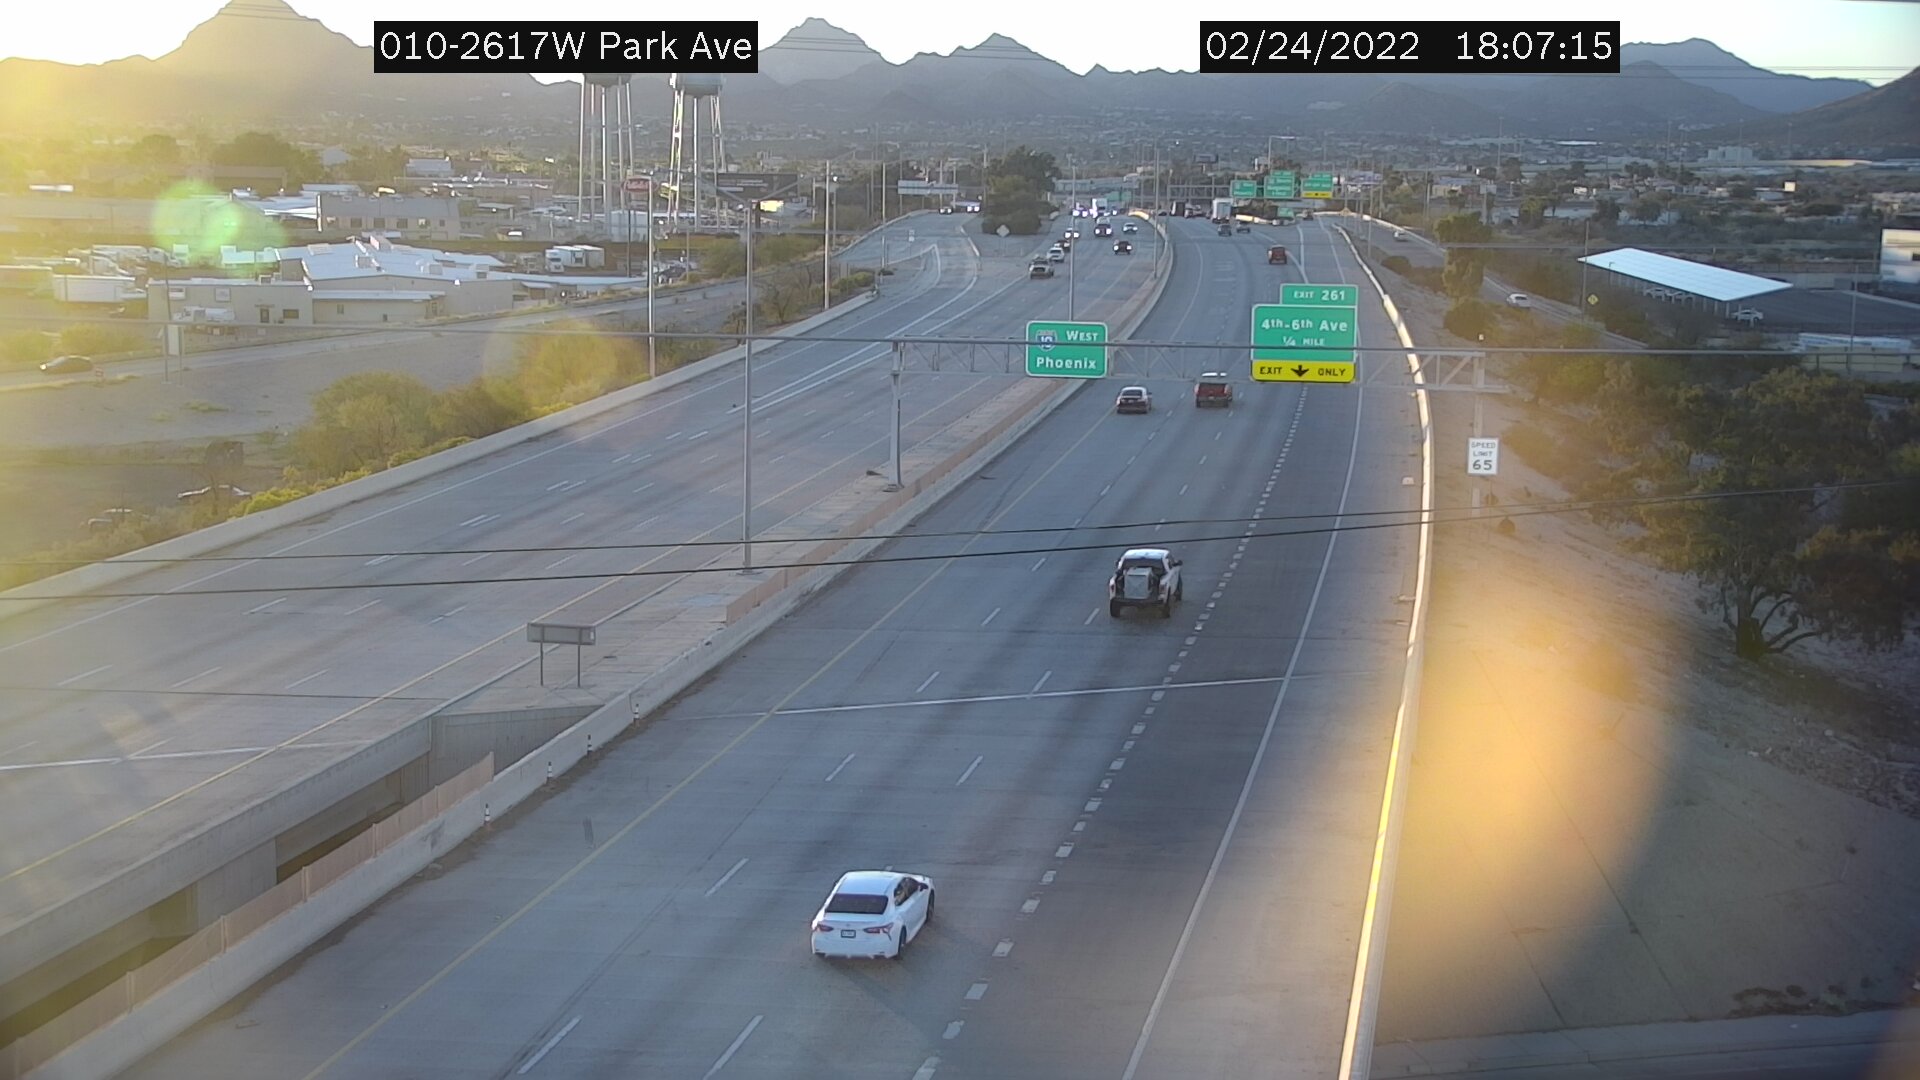 010-2617W Park Ave
02/24/2022 18:07:15
EXIT 261
4th-6th Ave
1/4 MILE
EXIT ONLY
10 WEST
Phoenix
SPEED
LIMIT
65